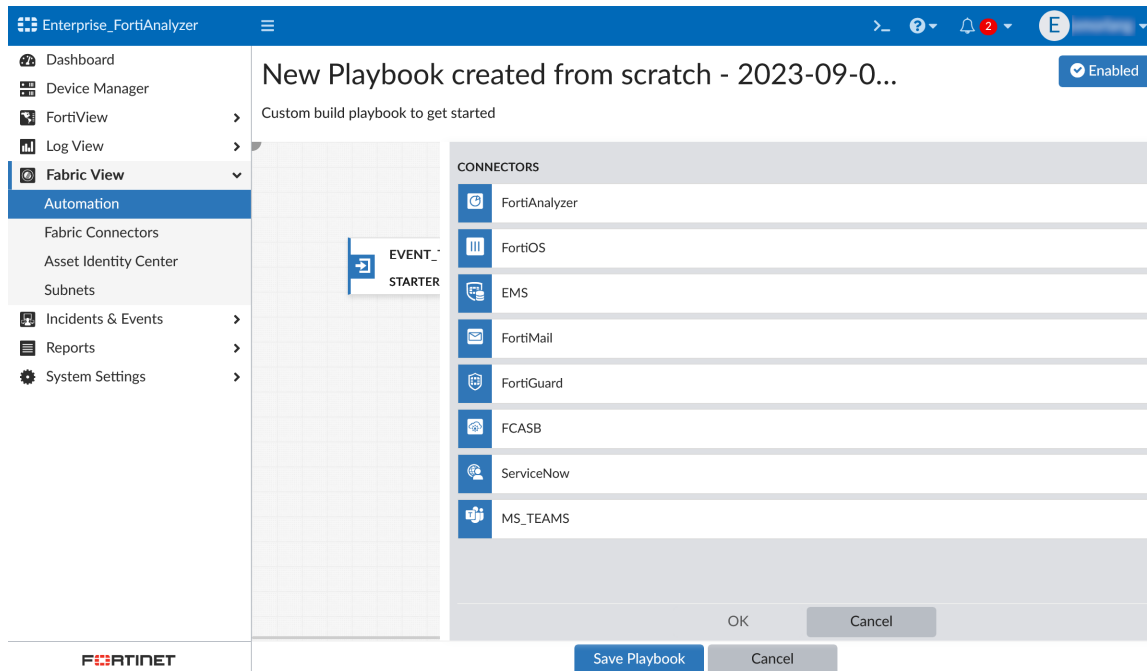 Enterprise_FortiAnalyzer
>_
2
E
Dashboard
Device Manager
FortiView
Log View
Fabric View
Automation
Fabric Connectors
Asset Identity Center
Subnets
Incidents & Events
Reports
System Settings
FORTINET
New Playbook created from scratch - 2023-09-0...
Enabled
Custom build playbook to get started
EVENT_
STARTER
CONNECTORS
FortiAnalyzer
FortiOS
EMS
FortiMail
FortiGuard
FCASB
ServiceNow
MS_TEAMS
OK
Cancel
Save Playbook
Cancel